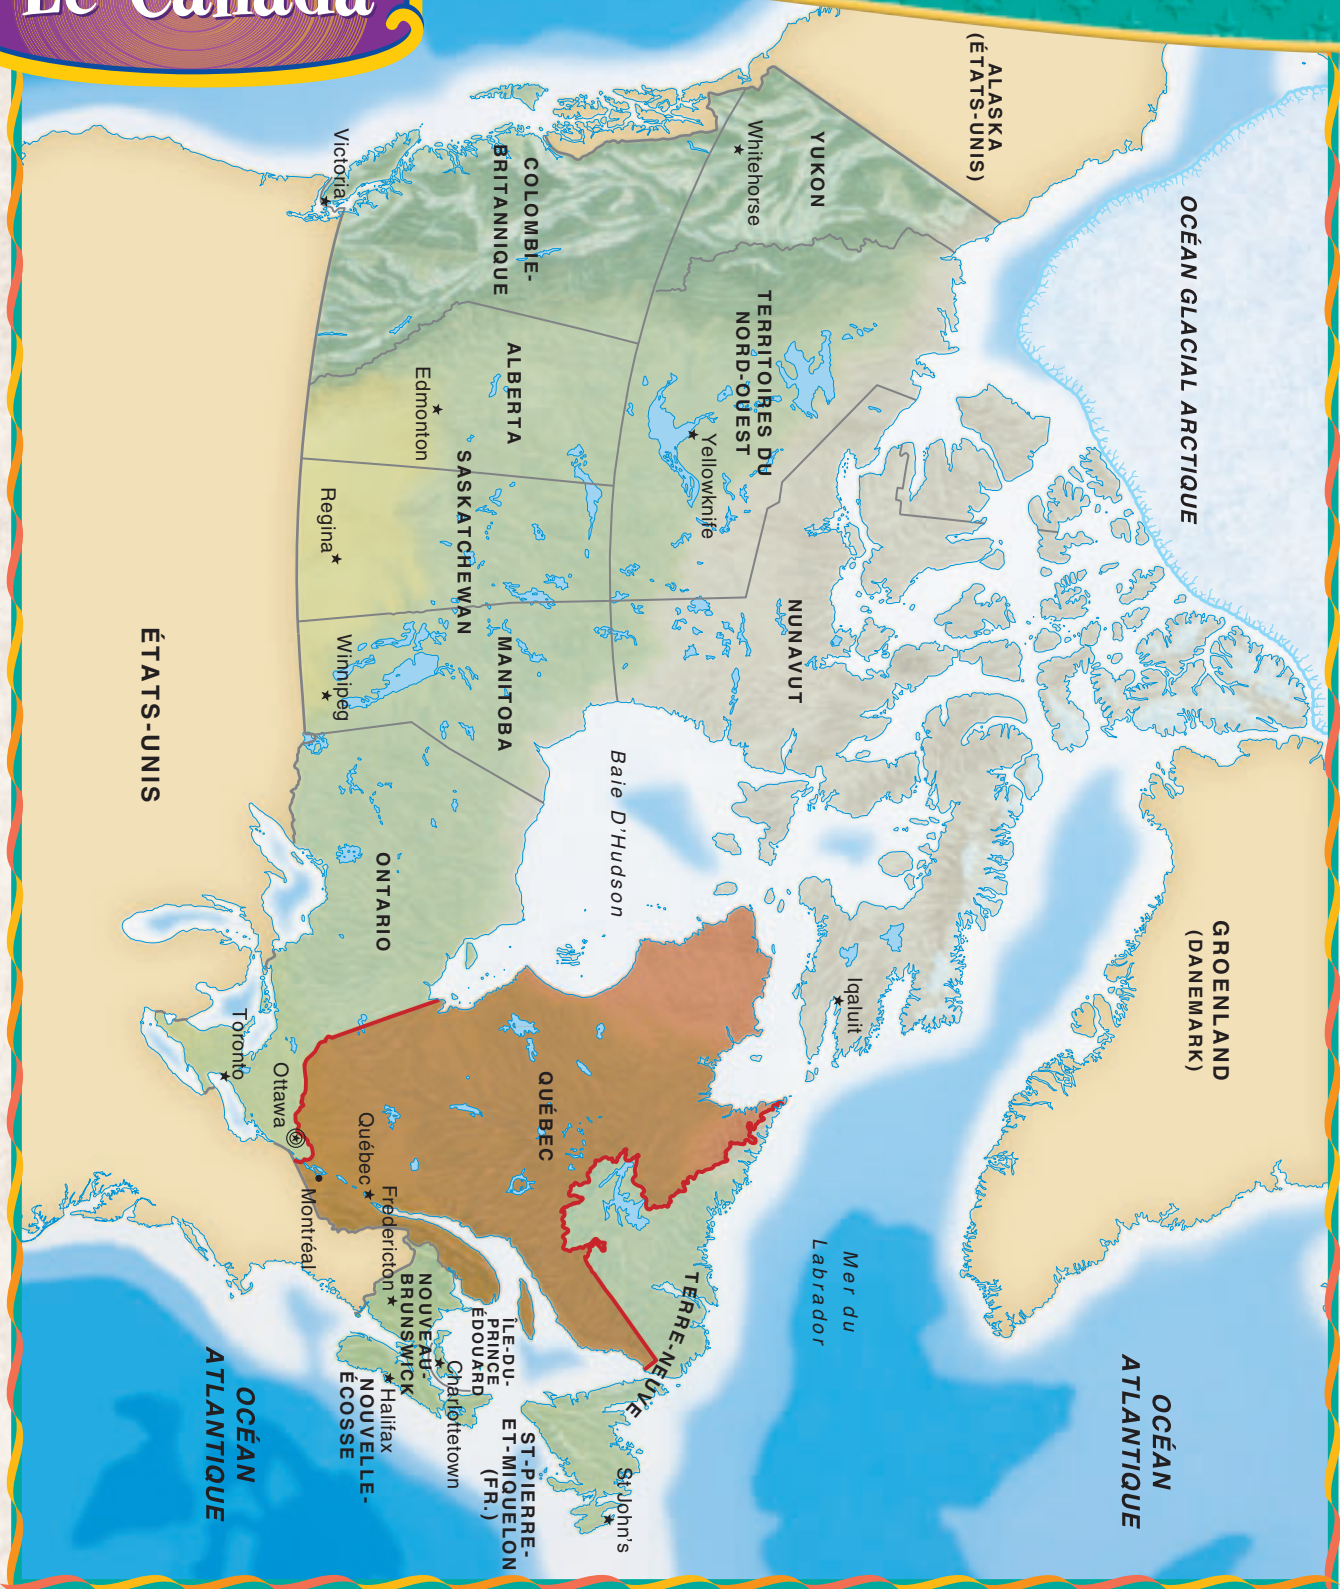 Le Canada
OCÉAN GLACIAL ARCTIQUE
ALASKA
(ÉTATS-UNIS)
GROENLAND
(DANEMARK)
YUKON
Whitehorse
TERRITOIRES DU
NORD-OUEST
Yellowknife
NUNAVUT
Iqaluit
Mer du
Labrador
OCÉAN
ATLANTIQUE
COLOMBIE-
BRITANNIQUE
Victoria
ALBERTA
Edmonton
SASKATCHEWAN
Regina
MANITOBA
Winnipeg
Baie D'Hudson
ONTARIO
Toronto
Ottawa
QUÉBEC
Québec
Montréal
TERRE-NEUVE
St John's
Fredericton
NOUVEAU-
BRUNSWICK
ÎLE-DU-
PRINCE
ÉDOUARD
Charlottetown
Halifax
NOUVELLE-
ÉCOSSE
ST-PIERRE-
ET-MIQUELON
(FR.)
ÉTATS-UNIS
OCÉAN
ATLANTIQUE